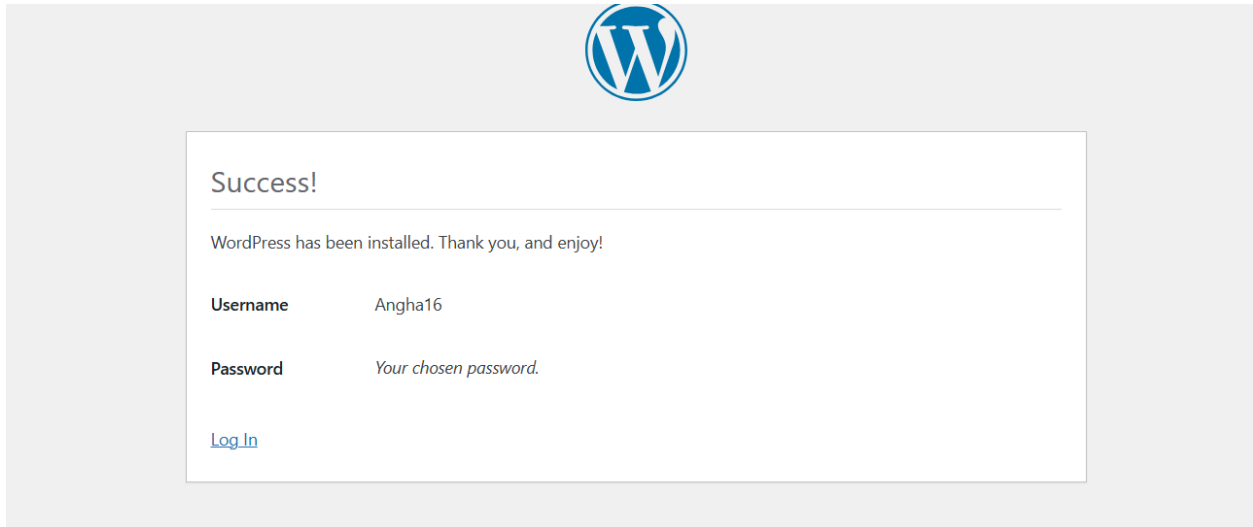 Success!
WordPress has been installed. Thank you, and enjoy!
Username Angha16
Password Your chosen password.
Log In